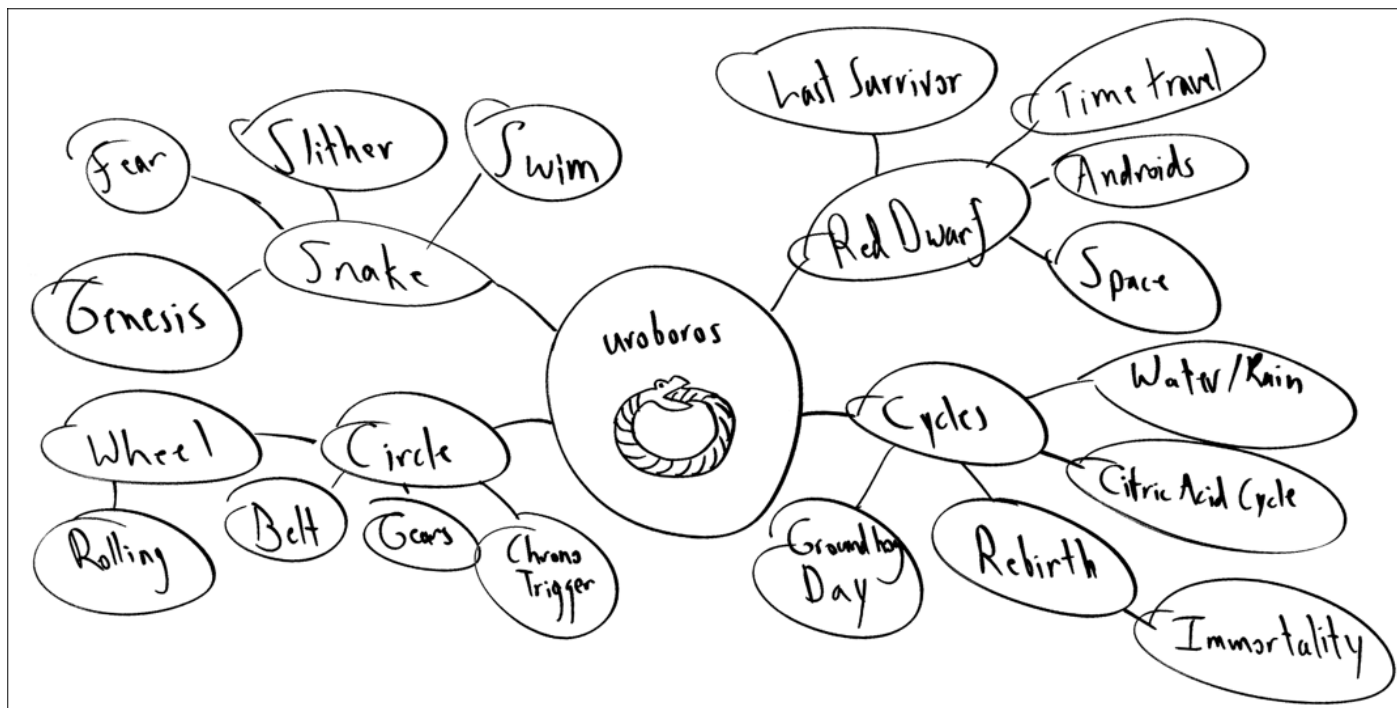 Last Survivor
Time travel
Fear
Slither
Swim
Androids
Red Dwarf
Snake
Space
Genesis
uroboros
Water/Rain
Cycles
Wheel
Circle
Citric Acid Cycle
Belt
Gears
Rolling
Chrono
Trigger
Groundhog
Day
Rebirth
Immortality